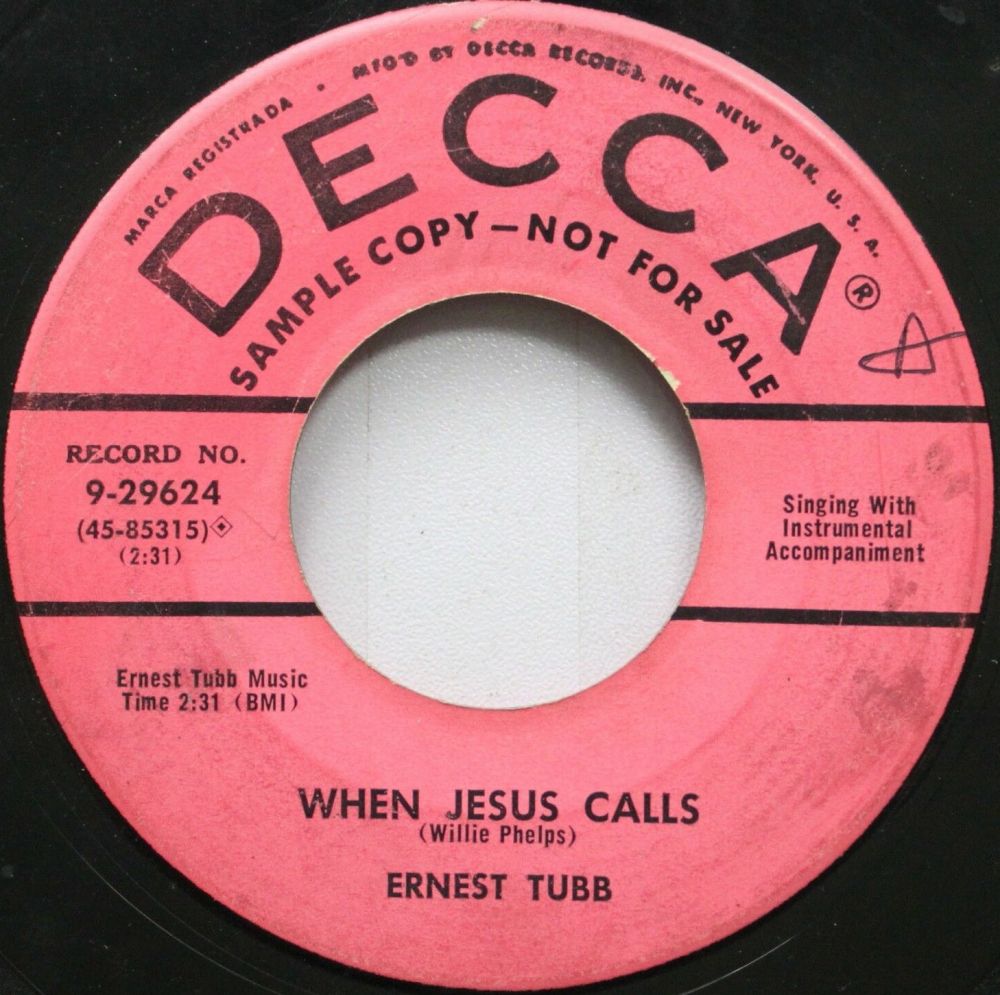 MARCA REGISTRADA • MFG'D BY DECCA RECORDS, INC., NEW YORK, U. S. A.
DECCA®
SAMPLE COPY—NOT FOR SALE
RECORD NO.
9-29624
(45-85315)
(2:31)
Singing With
Instrumental
Accompaniment
Ernest Tubb Music
Time 2:31 (BMI)
WHEN JESUS CALLS
(Willie Phelps)
ERNEST TUBB